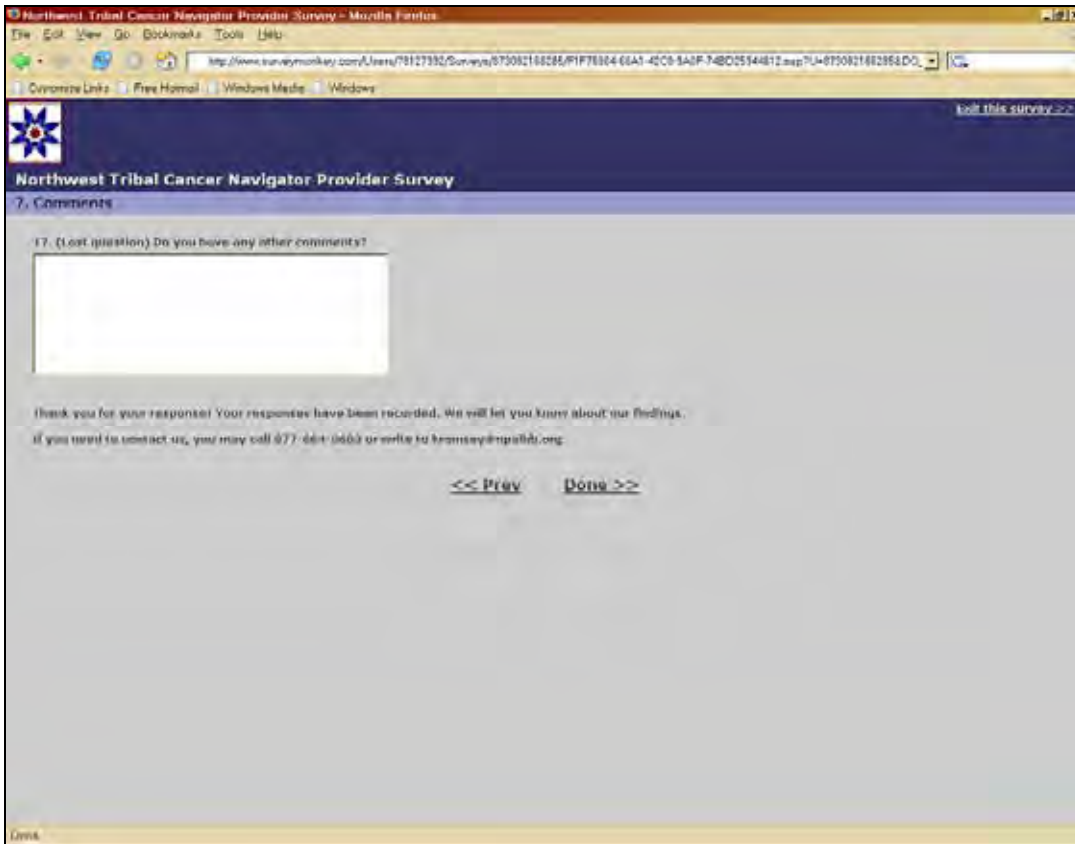 Northwest Tribal Cancer Navigator Provider Survey - Mozilla Firefox
File Edit View Go Bookmarks Tools Help
Customize Links Free Hotmail Windows Media Windows
Exit this survey >>
Northwest Tribal Cancer Navigator Provider Survey
7. Comments
17. (Last question) Do you have any other comments?
Thank you for your response! Your responses have been recorded. We will let you know about our findings.
If you need to contact us, you may call or write to
<< Prev Done >>
Done